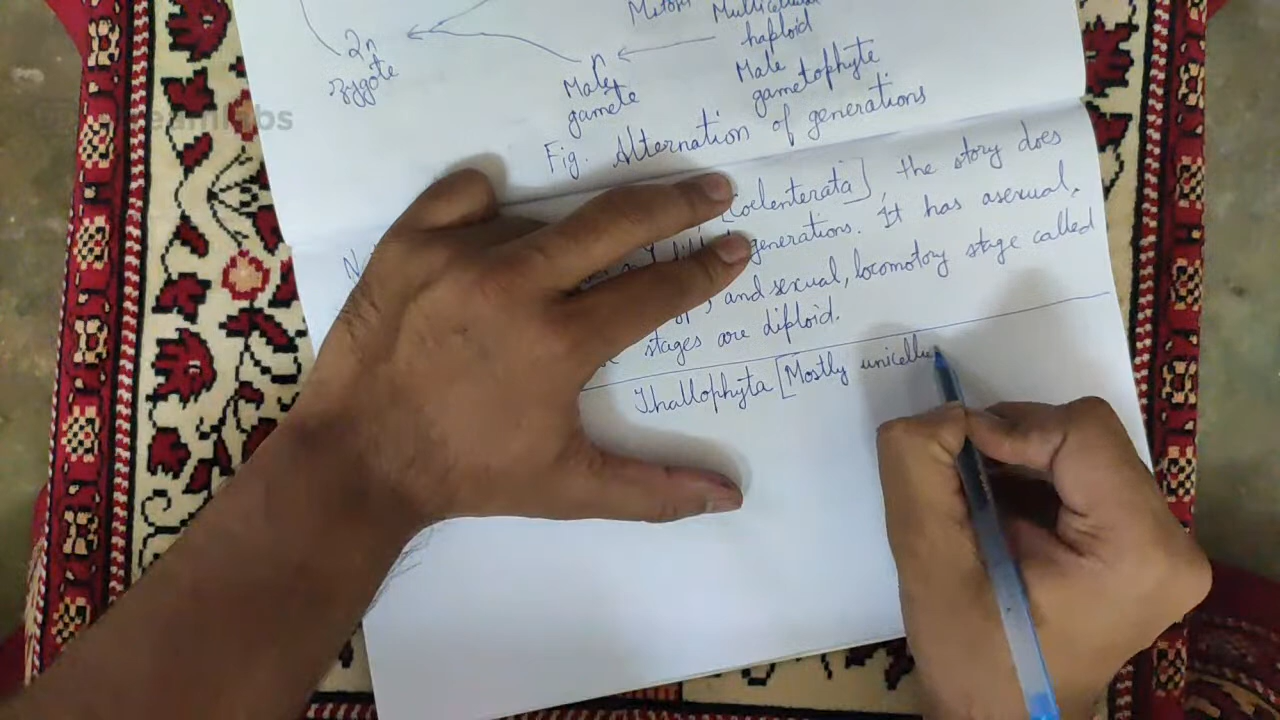 2n
zygote
n
Male
gamete
Multicellular
haploid
Male
gametophyte
Fig. Alternation of generations
[Coelenterata], the story does
generations. It has asexual,
and sexual, locomotory stage called
stages are diploid.
Thallophyta [Mostly unicellu